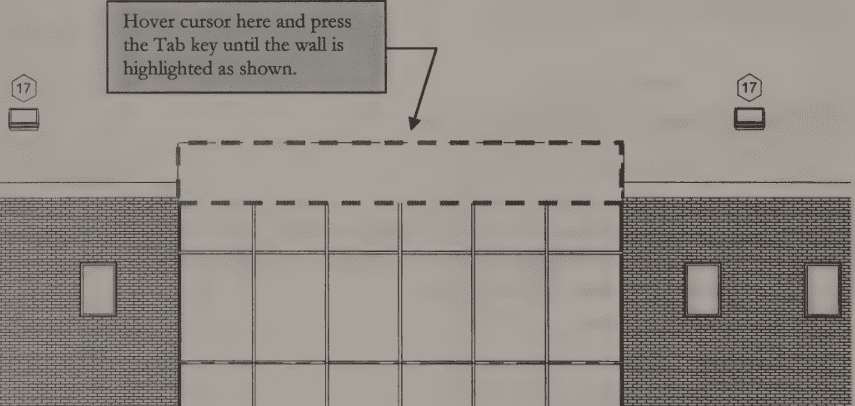 Hover cursor here and press
the Tab key until the wall is
highlighted as shown.
17
17